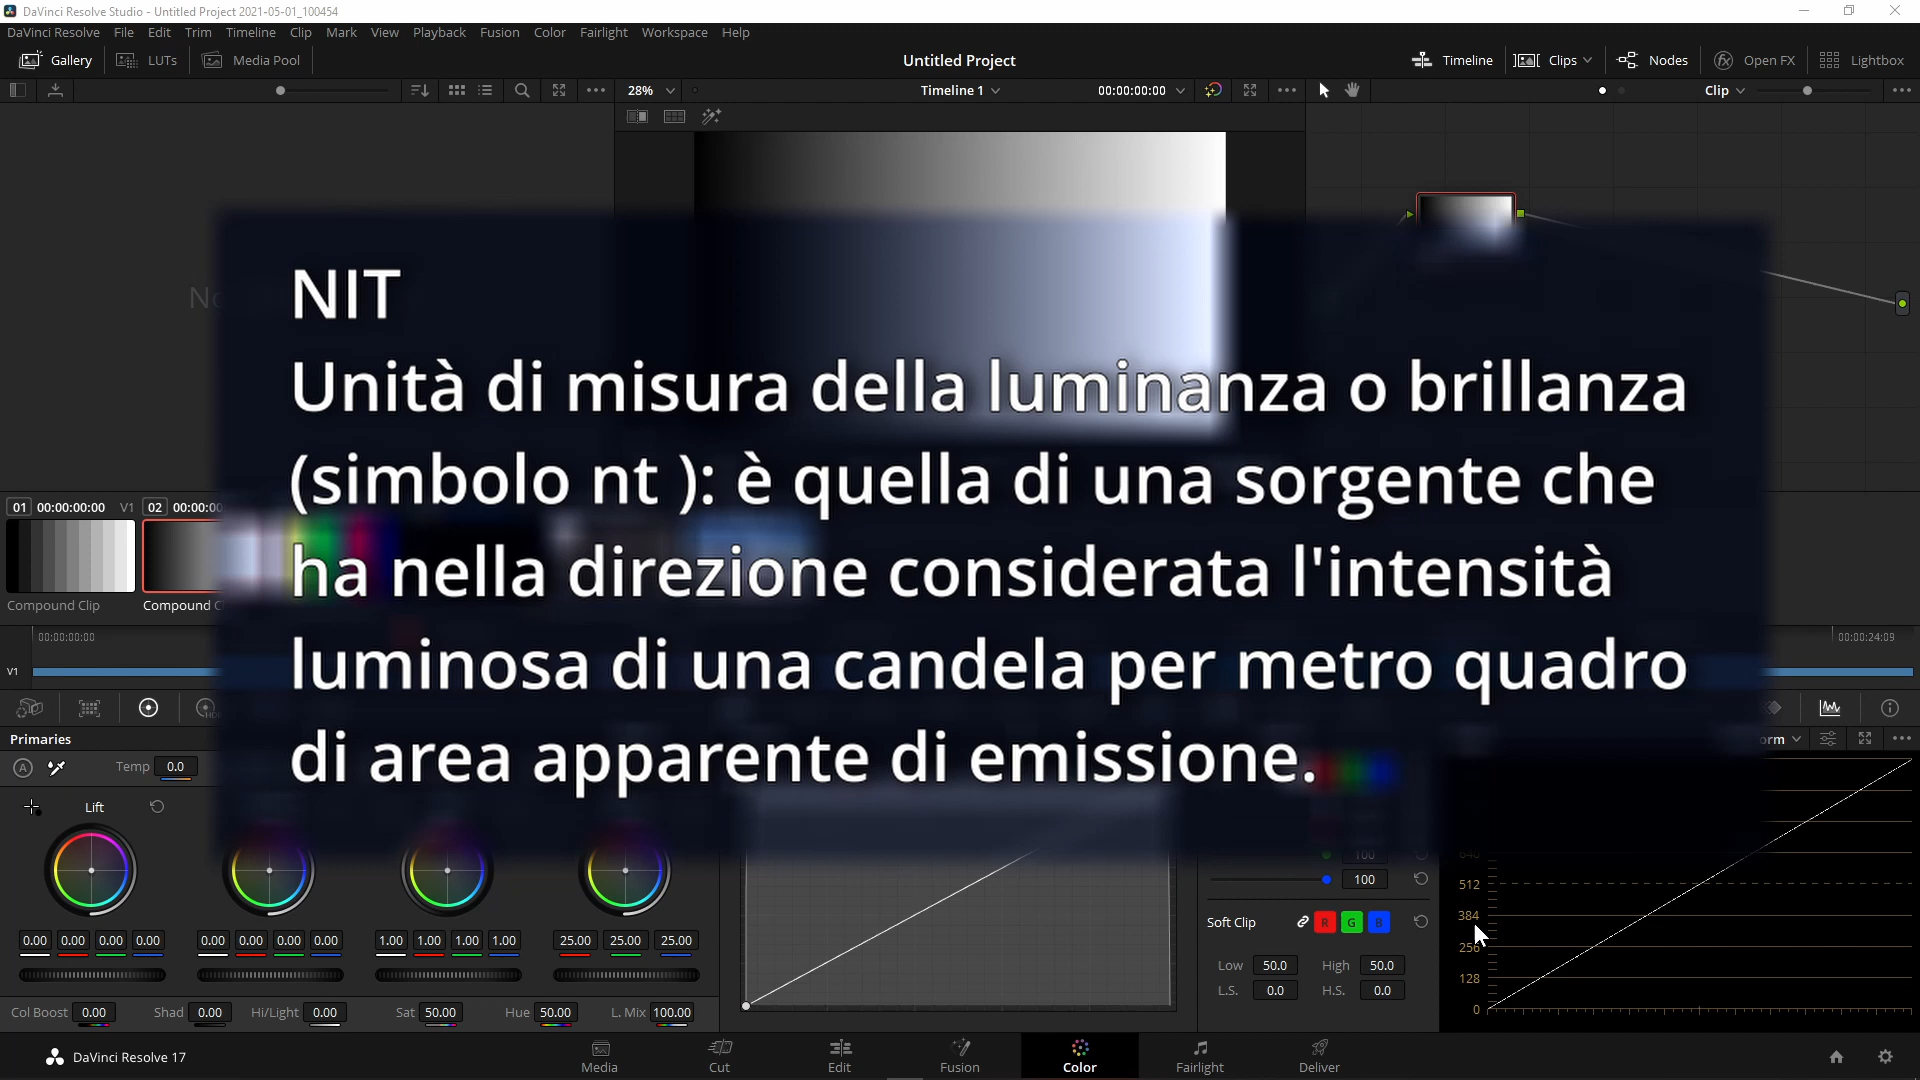 DaVinci Resolve Studio - Untitled Project 2021-05-01_100454
DaVinci Resolve File Edit Trim Timeline Clip Mark View Playback Fusion Color Fairlight Workspace Help
Gallery LUTs Media Pool Untitled Project Timeline Clips Nodes Open FX Lightbox
28% Timeline 1 00:00:00:00 Clip
NIT
Unità di misura della luminanza o brillanza
(simbolo nt ): è quella di una sorgente che
ha nella direzione considerata l'intensità
luminosa di una candela per metro quadro
di area apparente di emissione.
01 00:00:00:00 V1 02
Compound Clip Compound
00:00:00:00 00:00:24:09
V1
Primaries
A Temp 0.0
Lift
100
100
512
384
256
128
0
Soft Clip R G B
0.00 0.00 0.00 0.00 0.00 0.00 0.00 0.00 1.00 1.00 1.00 1.00 25.00 25.00 25.00
Low 50.0 High 50.0
L.S. 0.0 H.S. 0.0
Col Boost 0.00 Shad 0.00 Hi/Light 0.00 Sat 50.00 Hue 50.00 L. Mix 100.00
DaVinci Resolve 17 Media Cut Edit Fusion Color Fairlight Deliver